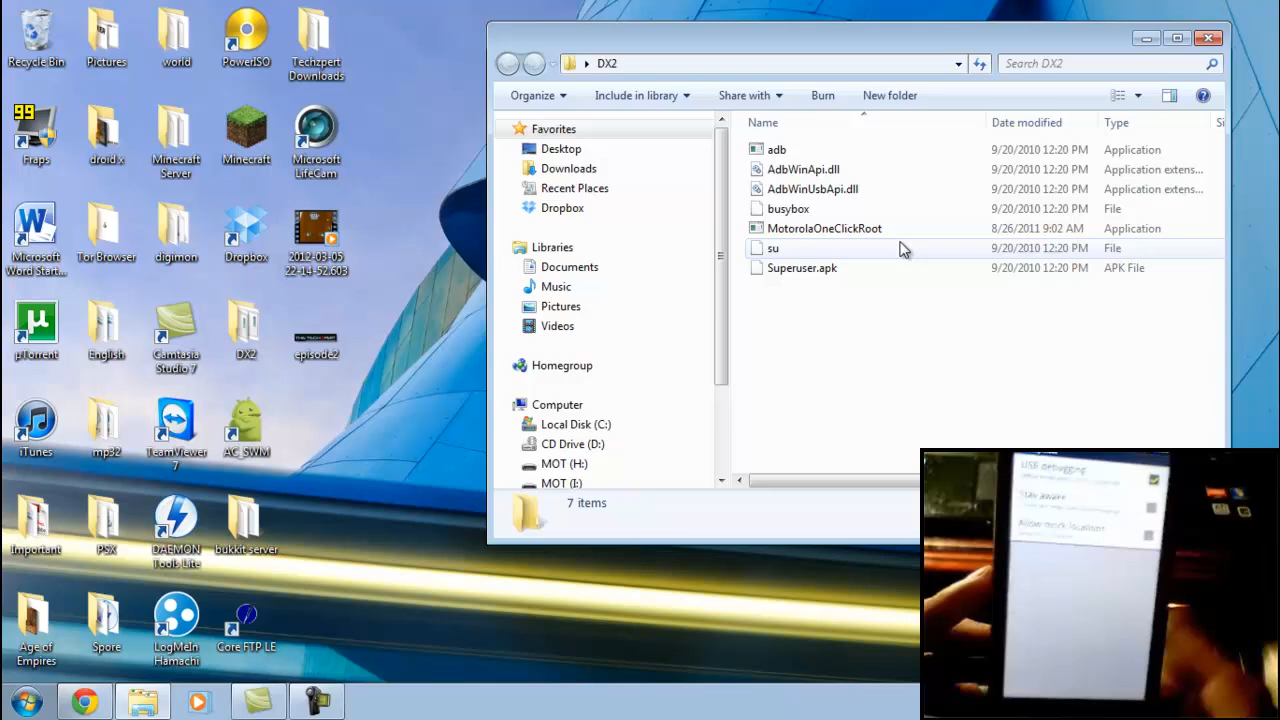 Recycle Bin
Pictures
world
PowerISO
Techzpert Downloads
99
Fraps
droid x
Minecraft Server
Minecraft
Microsoft LifeCam
Microsoft Word Start...
Tor Browser
digimon
Dropbox
2012-03-05 22-14-52.603
µTorrent
English
Camtasia Studio 7
DX2
episode2
iTunes
mp32
TeamViewer 7
AC_SWM
Important
PSX
DAEMON Tools Lite
bukkit server
Age of Empires
Spore
LogMeIn Hamachi
Core FTP LE
DX2
Search DX2
Organize
Include in library
Share with
Burn
New folder
Favorites
Desktop
Downloads
Recent Places
Dropbox
Libraries
Documents
Music
Pictures
Videos
Homegroup
Computer
Local Disk (C:)
CD Drive (D:)
MOT (H:)
MOT (I:)
Name Date modified Type Si
adb 9/20/2010 12:20 PM Application
AdbWinApi.dll 9/20/2010 12:20 PM Application extens...
AdbWinUsbApi.dll 9/20/2010 12:20 PM Application extens...
busybox 9/20/2010 12:20 PM File
MotorolaOneClickRoot 8/26/2011 9:02 AM Application
su 9/20/2010 12:20 PM File
Superuser.apk 9/20/2010 12:20 PM APK File
7 items
USB debugging
Stay awake
Allow mock locations